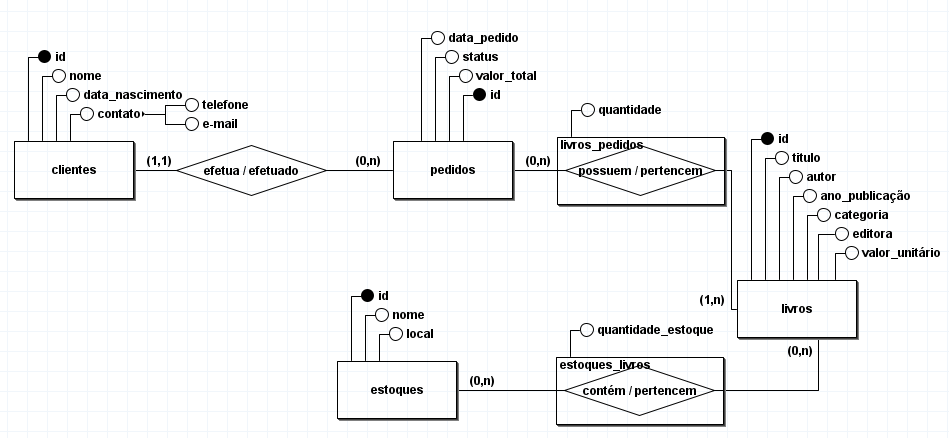 data_pedido
id
status
nome
valor_total
data_nascimento
id
contato
telefone
e-mail
quantidade
clientes
(1,1)
efetua / efetuado
(0,n)
pedidos
(0,n)
livros_pedidos
possuem / pertencem
id
titulo
autor
ano_publicação
categoria
editora
valor_unitário
(1,n)
livros
(0,n)
id
nome
local
quantidade_estoque
estoques
(0,n)
estoques_livros
contém / pertencem